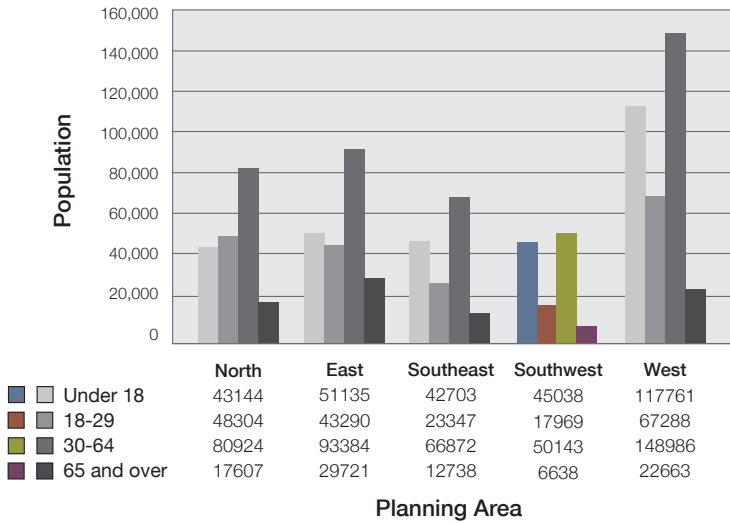 160,000
140,000
120,000
100,000
80,000
60,000
40,000
20,000
0
Population
North East Southeast Southwest West
Under 18 43144 51135 42703 45038 117761
18-29 48304 43290 23347 17969 67288
30-64 80924 93384 66872 50143 148986
65 and over 17607 29721 12738 6638 22663
Planning Area